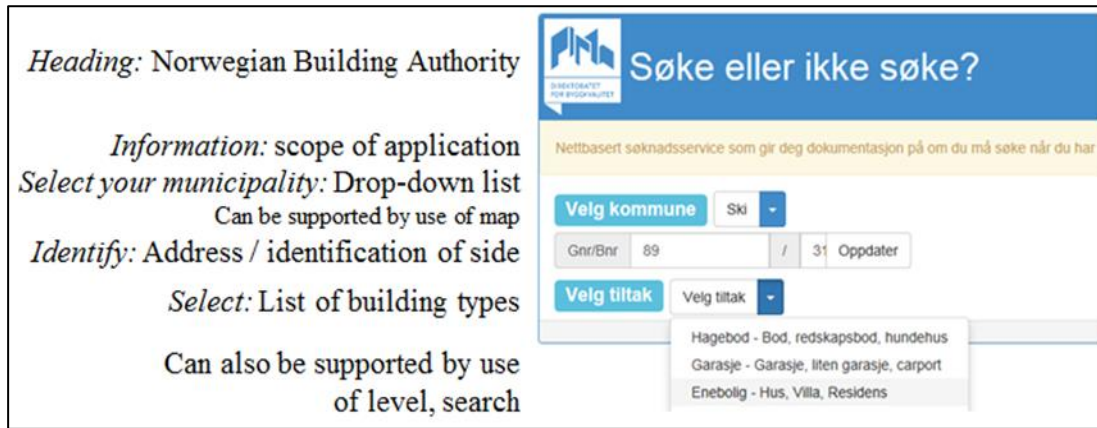 Heading: Norwegian Building Authority
Information: scope of application
Select your municipality: Drop-down list
Can be supported by use of map
Identify: Address / identification of side
Select: List of building types
Can also be supported by use
of level, search
DIREKTORATET
FOR BYGGKVALITET
Søke eller ikke søke?
Nettbasert søknadsservice som gir deg dokumentasjon på om du må søke når du har
Velg kommune Ski
Gnr/Bnr 89 / 31 Oppdater
Velg tiltak Velg tiltak
Hagebod - Bod, redskapsbod, hundehus
Garasje - Garasje, liten garasje, carport
Enebolig - Hus, Villa, Residens